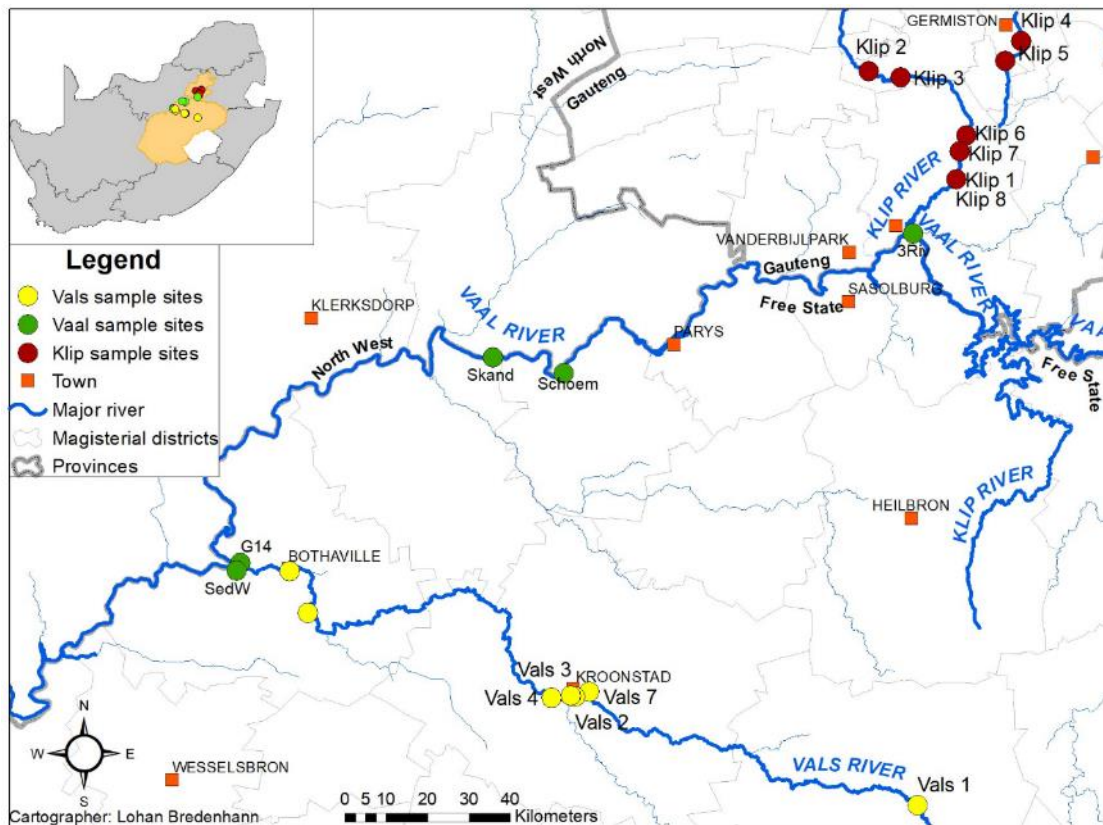 GERMISTON
Klip 4
Klip 2
Klip 5
Klip 3
North West
Gauteng
Klip 6
Klip 7
KLIP RIVER
Klip 1
Klip 8
VANDERBIJLPARK
3Riv
VAAL RIVER
Gauteng
Free State
SASOLBURG
Legend
Vals sample sites
Vaal sample sites
Klip sample sites
Town
Major river
Magisterial districts
Provinces
KLERKSDORP
VAAL RIVER
North West
PARYS
Skand
Schoem
Free State
HEILBRON
KLIP RIVER
G14
BOTHAVILLE
SedW
Vals 3
KROONSTAD
Vals 4
Vals 7
Vals 2
VALS RIVER
Vals 1
N
W
E
S
WESSELSBRON
0 5 10 20 30 40
Kilometers
Cartographer: Lohan Bredenhann